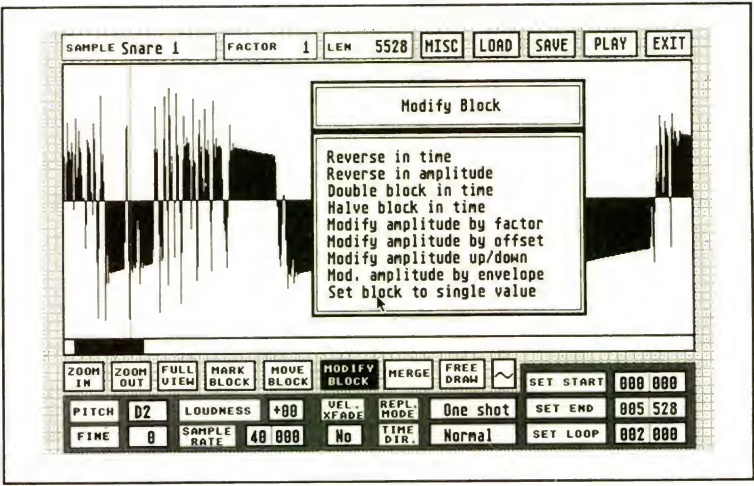 SAMPLE Snare 1 FACTOR 1 LEN 5528 MISC LOAD SAVE PLAY EXIT
Modify Block
Reverse in time
Reverse in amplitude
Double block in time
Halve block in time
Modify amplitude by factor
Modify amplitude by offset
Modify amplitude up/down
Mod. amplitude by envelope
Set block to single value
ZOOM IN ZOOM OUT FULL VIEW MARK BLOCK MOVE BLOCK MODIFY BLOCK MERGE FREE DRAW
SET START 000 000
PITCH D2 LOUDNESS +00 VEL. XFADE REPL. MODE One shot SET END 005 528
FINE 0 SAMPLE RATE 40 000 No TIME DIR. Normal SET LOOP 002 000